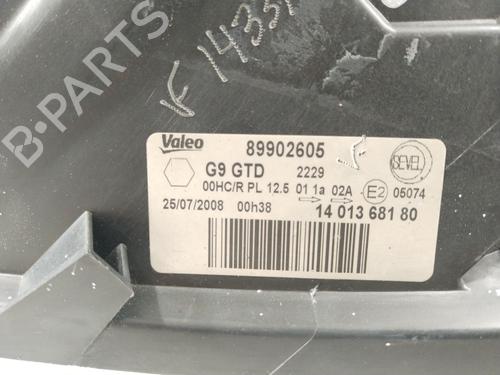 F 1433
Valeo
89902605
SEVEL
G9 GTD 2229
00HC/R PL 12.5 01 1a 02A E2 05074
25/07/2008 00h38 14 013 681 80
B-PARTS